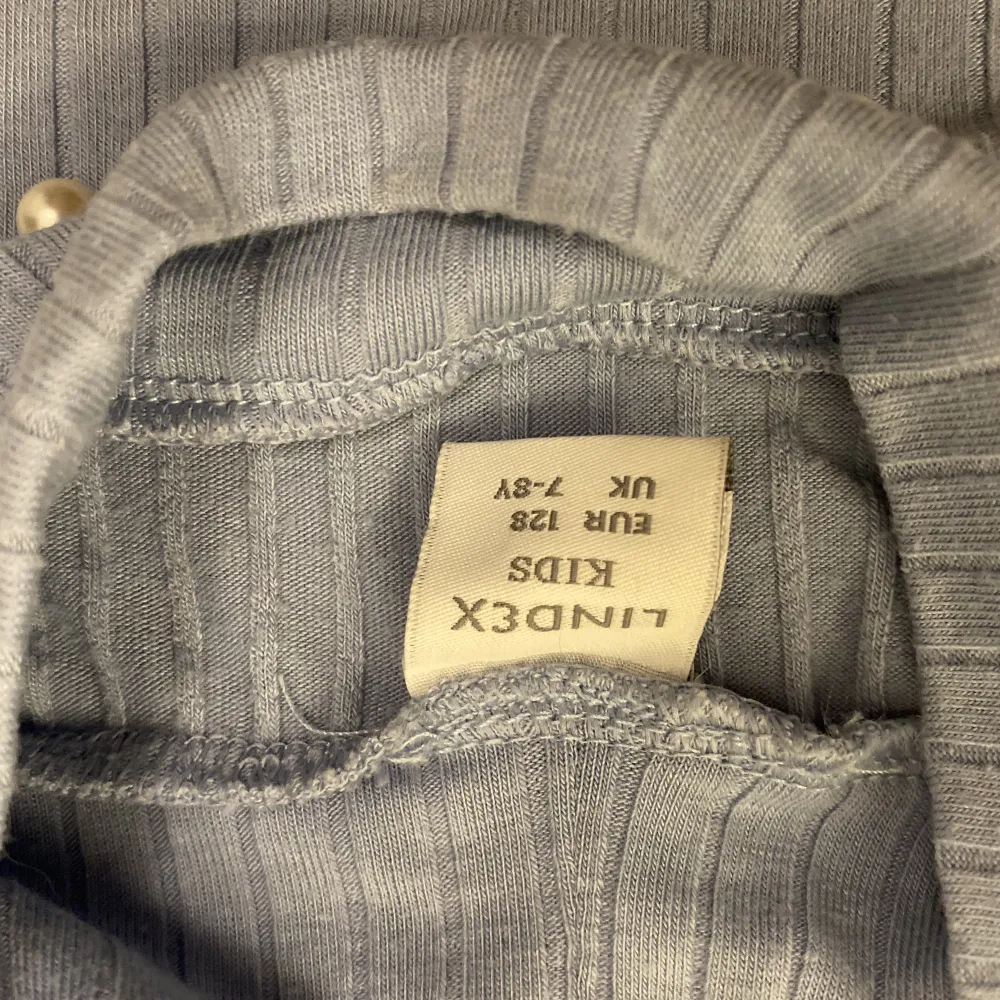 LINDEX
KIDS
EUR 128
UK 7-8Y